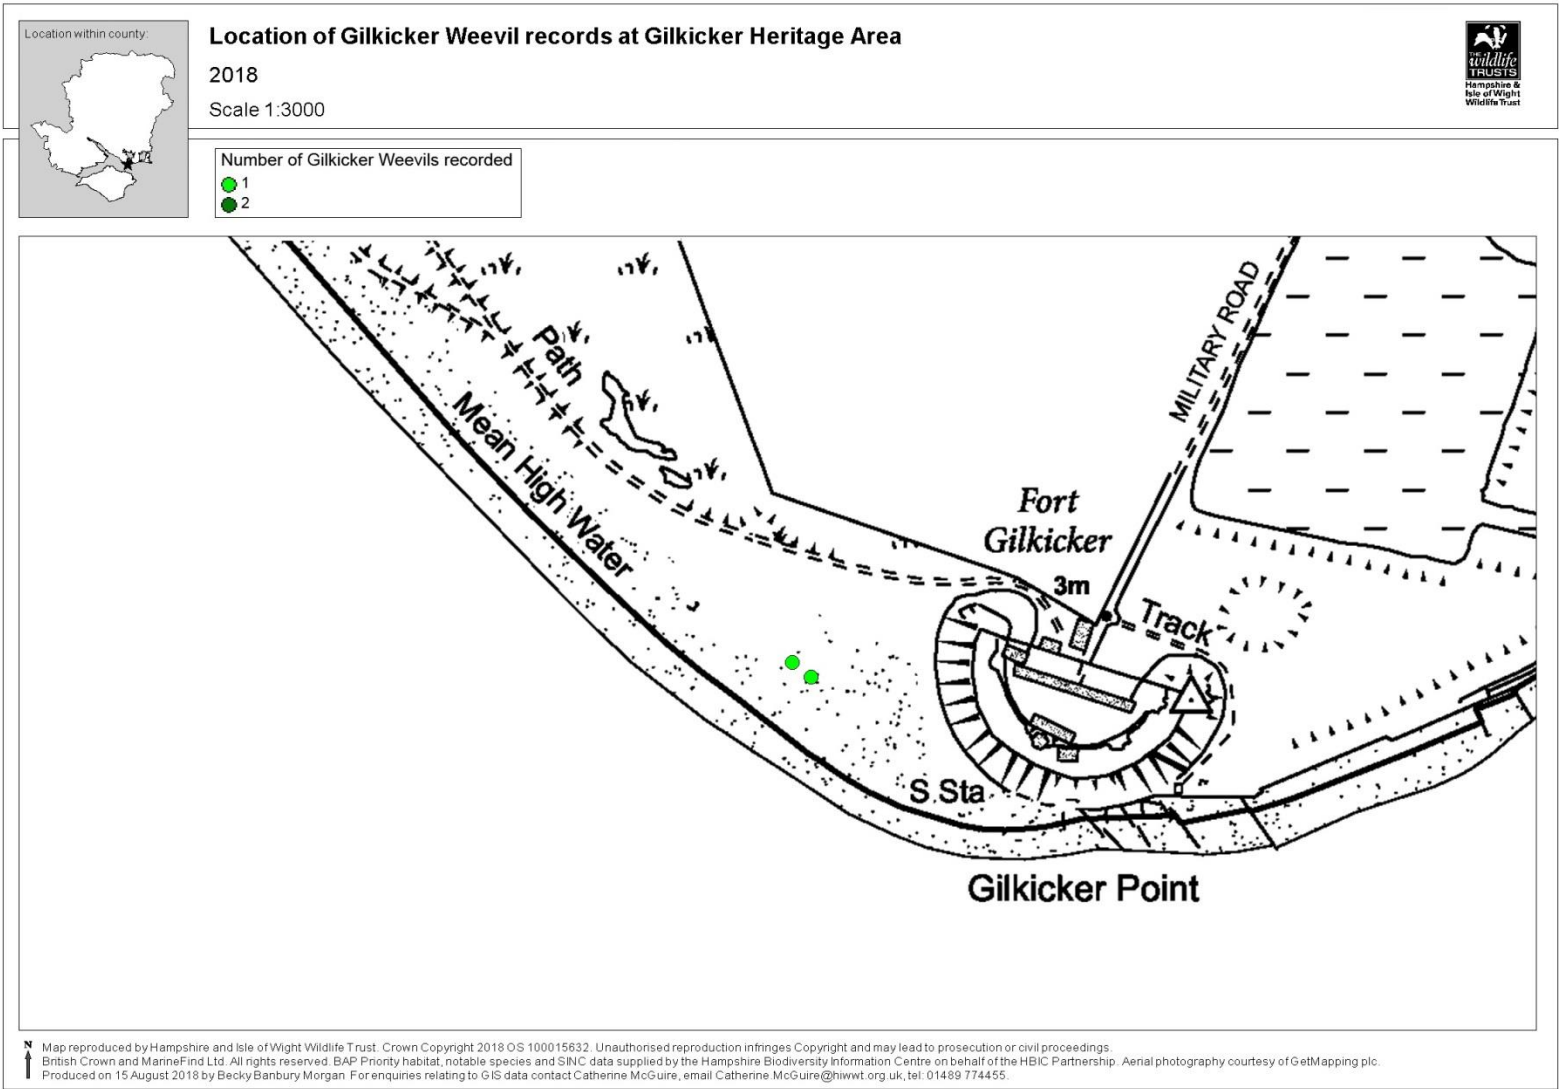 Location within county:
Location of Gilkicker Weevil records at Gilkicker Heritage Area
2018
Scale 1:3000
THE
wildlife
TRUSTS
Hampshire &
Isle of Wight
Wildlife Trust
Number of Gilkicker Weevils recorded
1
2
Path
Mean High Water
MILITARY ROAD
Fort
Gilkicker
3m
Track
S Sta
Gilkicker Point
N
Map reproduced by Hampshire and Isle of Wight Wildlife Trust. Crown Copyright 2018 OS 100015632. Unauthorised reproduction infringes Copyright and may lead to prosecution or civil proceedings.
British Crown and MarineFind Ltd. All rights reserved. BAP Priority habitat, notable species and SINC data supplied by the Hampshire Biodiversity Information Centre on behalf of the HBIC Partnership. Aerial photography courtesy of GetMapping plc.
Produced on 15 August 2018 by Becky Banbury Morgan For enquiries relating to GIS data contact Catherine McGuire, email Catherine.McGuire@hiwwt.org.uk, tel: 01489 774455.